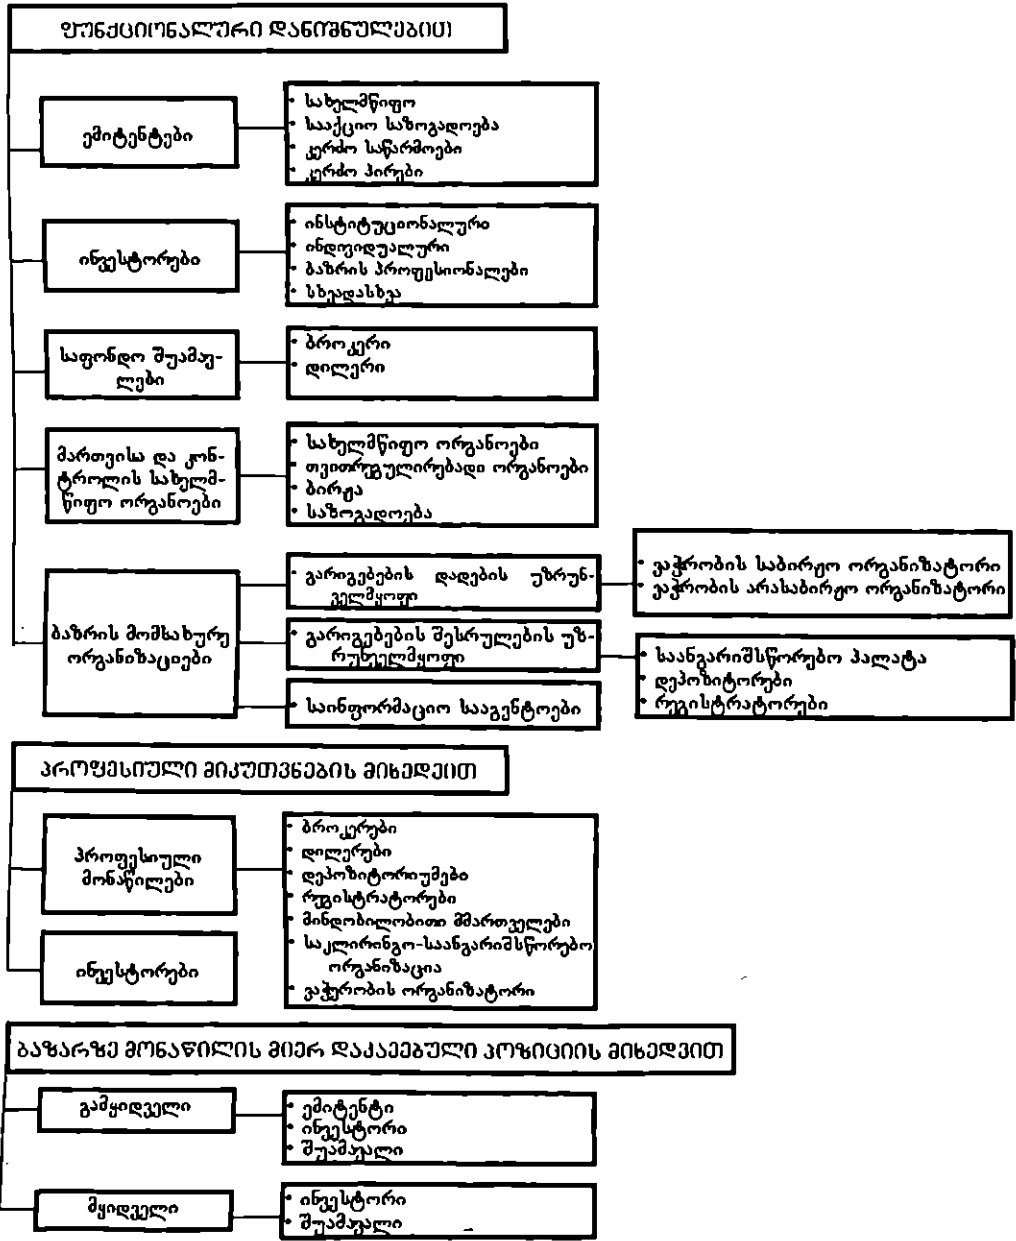 ფუნქციონალური დანიშნულებით
ემიტენტები
• სახელმწიფო
• სააქციო საზოგადოება
• კერძო საწარმოები
• კერძო პირები
ინვესტორები
• ინსტიტუციონალური
• ინდივიდუალური
• ბაზრის პროფესიონალები
• სხვადასხვა
საფონდო შუამავ-
ლები
• ბროკერი
• დილერი
მართვისა და კონ-
ტროლის სახელმ-
წიფო ორგანოები
• სახელმწიფო ორგანოები
• თვითრეგულირებადი ორგანოები
• ბირჟა
• საზოგადოება
ბაზრის მომსახურე
ორგანიზაციები
• გარიგებების დადების უზრუნ-
ველმყოფი
• ვაჭრობის საბირჟო ორგანიზატორი
• ვაჭრობის არასაბირჟო ორგანიზატორი
• გარიგებების შესრულების უზ-
რუნველმყოფი
• საანგარიშსწორებო პალატა
• დეპოზიტორები
• რეგისტრატორები
• საინფორმაციო სააგენტოები
პროფესიული მიკუთვნების მიხედვით
პროფესიული
მონაწილები
• ბროკერები
• დილერები
• დეპოზიტორიუმები
• რეგისტრატორები
• მინდობილობითი მმართველები
• საკლირინგო-საანგარიშსწორებო
ორგანიზაცია
• ვაჭრობის ორგანიზატორი
ინვესტორები
ბაზარზე მონაწილის მიერ დაკავებული პოზიციის მიხედვით
გამყიდველი
• ემიტენტი
• ინვესტორი
• შუამავალი
მყიდველი
• ინვესტორი
• შუამავალი